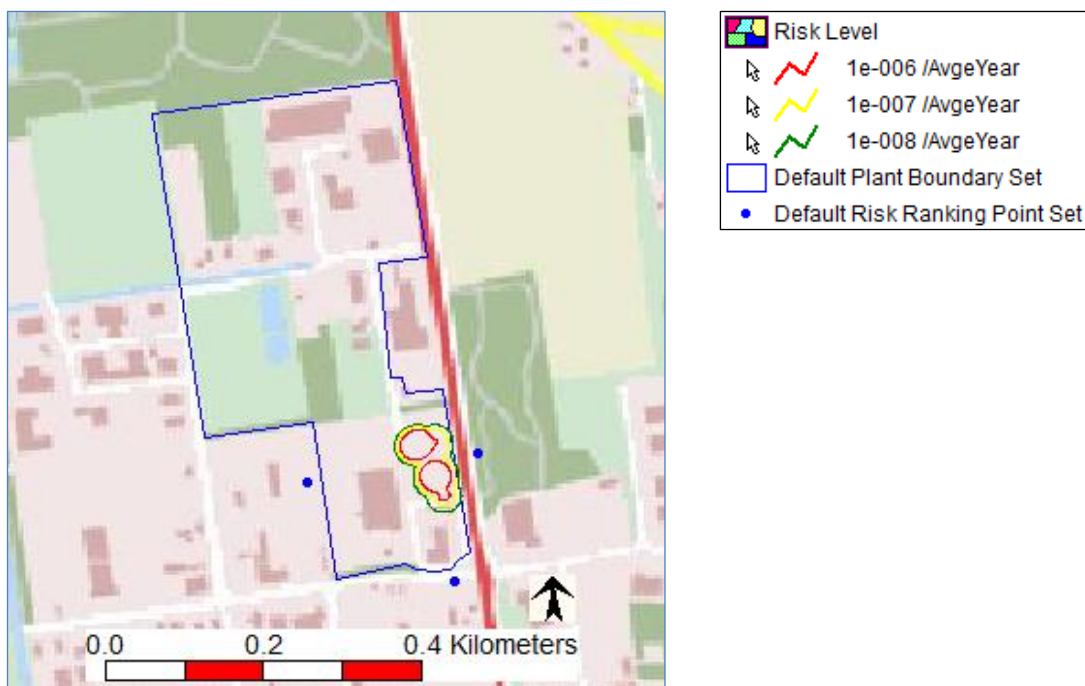 Risk Level
1e-006 /AvgeYear
1e-007 /AvgeYear
1e-008 /AvgeYear
Default Plant Boundary Set
Default Risk Ranking Point Set
0.0 0.2 0.4 Kilometers